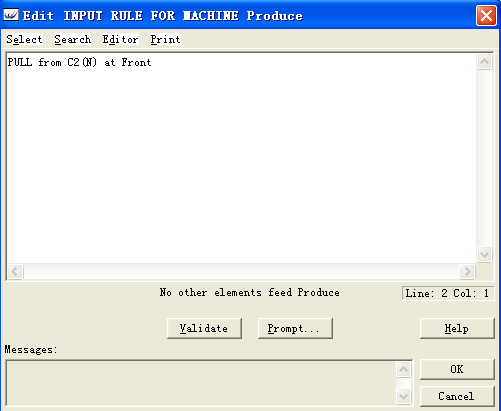 Edit INPUT RULE FOR MACHINE Produce
Select Search Editor Print
PULL from C2(N) at Front
No other elements feed Produce
Line: 2 Col: 1
Validate Prompt... Help
Messages:
OK
Cancel